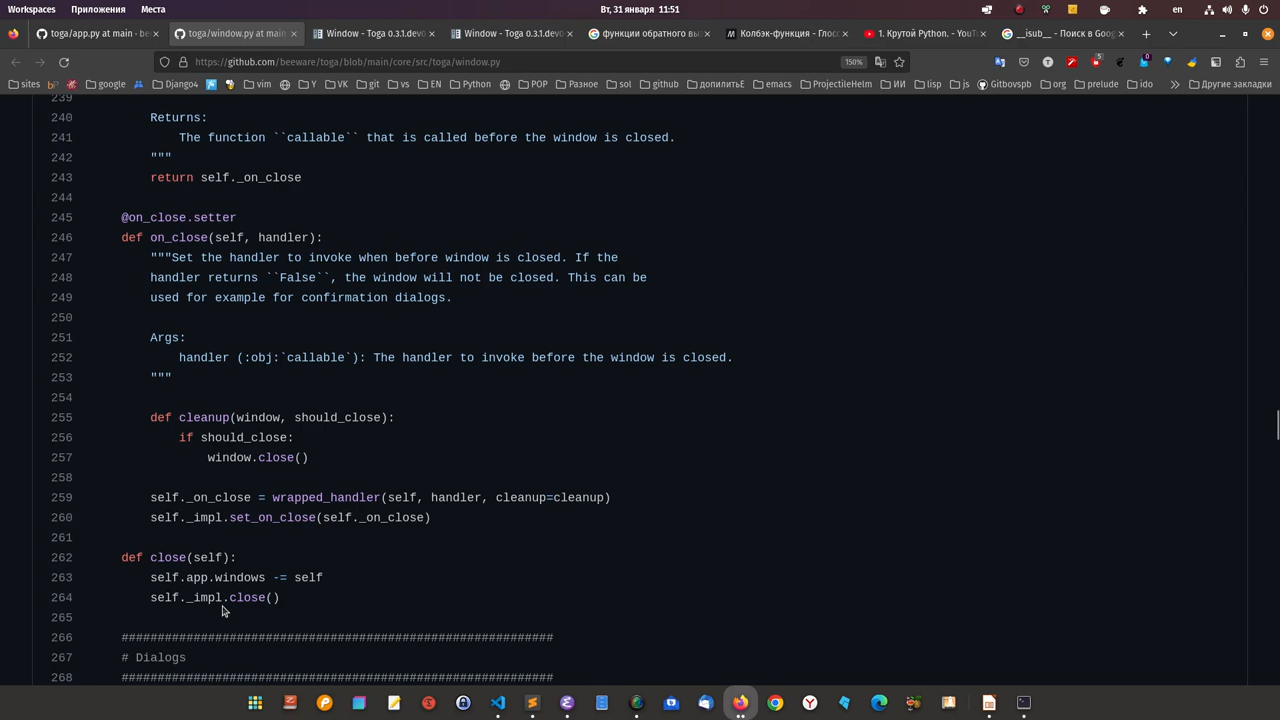 Workspaces Приложения Места Вт, 31 января 11:51 en
toga/app.py at main · be toga/window.py at main Window - Toga 0.3.1.dev Window - Toga 0.3.1.dev функции обратного вы Колбэк-функция - Глосс 1. Крутой Python. - YouT __isub__ - Поиск в Goog
https://github.com/beeware/toga/blob/main/core/src/toga/window.py 150%
sites google Django4 vim Y VK git vs EN Python POP Разное sol github допилитьЕ emacs ProjectileHelm ИИ lisp js Gitbovspb org prelude ido Другие закладки
239
240 Returns:
241 The function ``callable`` that is called before the window is closed.
242 """
243 return self._on_close
244
245 @on_close.setter
246 def on_close(self, handler):
247 """Set the handler to invoke when before window is closed. If the
248 handler returns ``False``, the window will not be closed. This can be
249 used for example for confirmation dialogs.
250
251 Args:
252 handler (:obj:`callable`): The handler to invoke before the window is closed.
253 """
254
255 def cleanup(window, should_close):
256 if should_close:
257 window.close()
258
259 self._on_close = wrapped_handler(self, handler, cleanup=cleanup)
260 self._impl.set_on_close(self._on_close)
261
262 def close(self):
263 self.app.windows -= self
264 self._impl.close()
265
266 ############################################################
267 # Dialogs
268 ############################################################